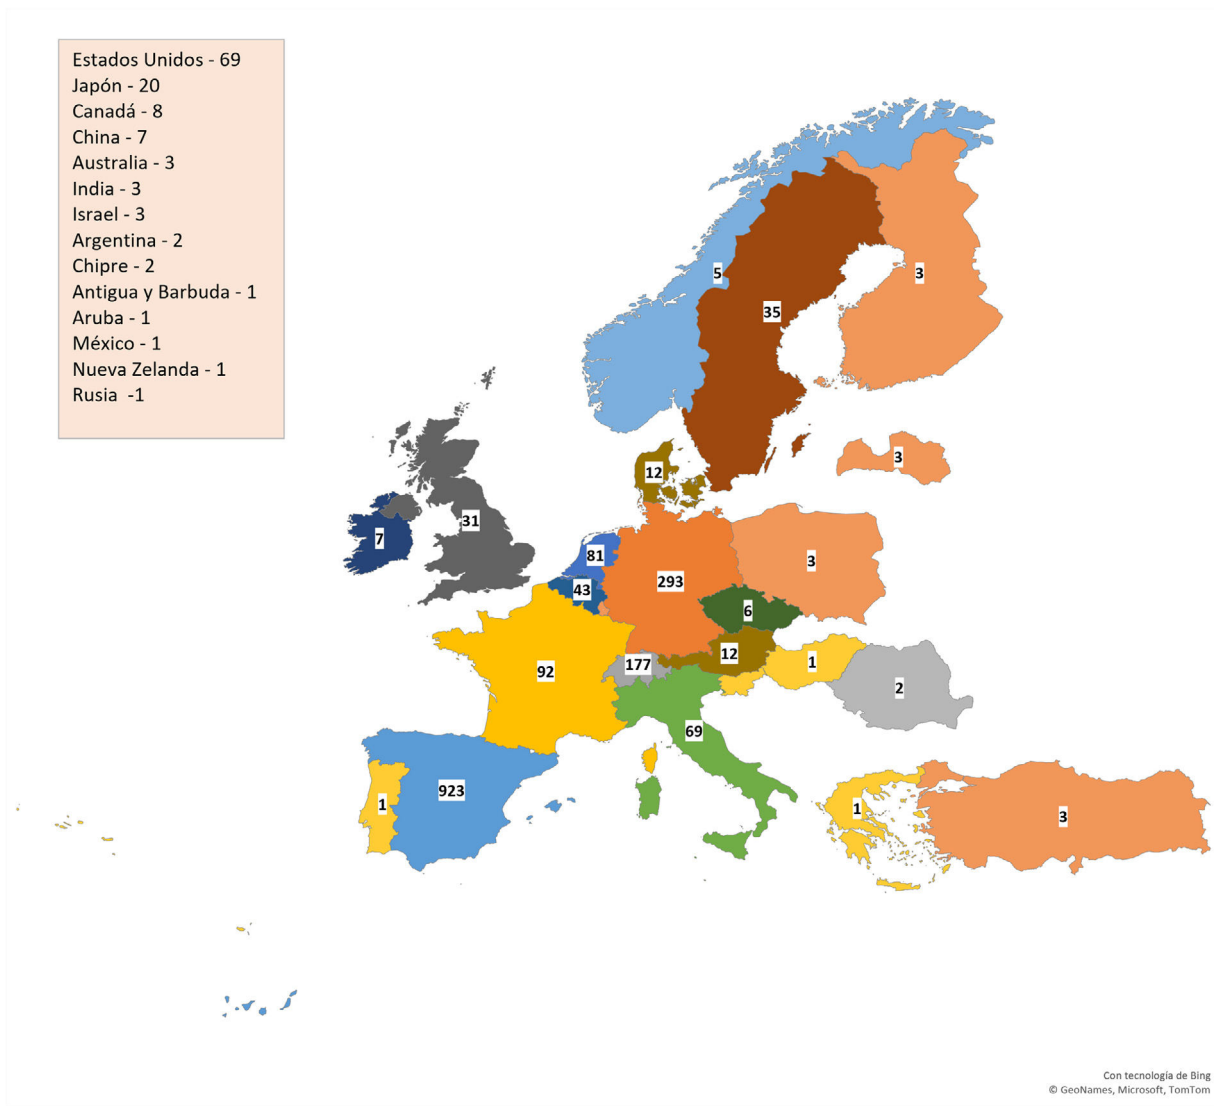 Estados Unidos - 69
Japón - 20
Canadá - 8
China - 7
Australia - 3
India - 3
Israel - 3
Argentina - 2
Chipre - 2
Antigua y Barbuda - 1
Aruba - 1
México - 1
Nueva Zelanda - 1
Rusia  -1
5
3
35
3
12
31
7
81
293
3
43
6
12
177
1
92
2
69
923
1
1
3
Con tecnología de Bing
© GeoNames, Microsoft, TomTom